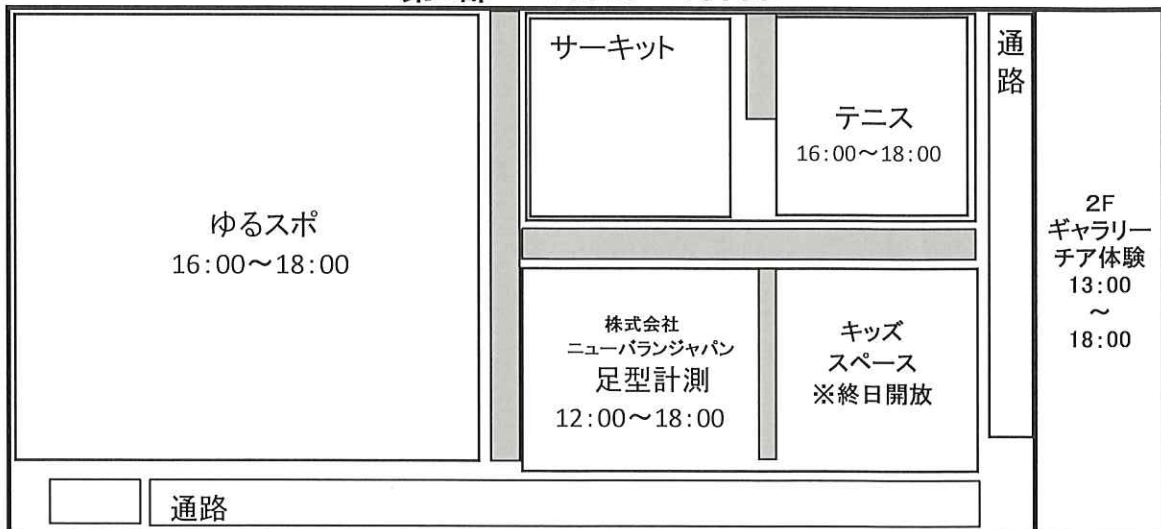 サーキット
テニス
16:00～18:00
通
路
ゆるスポ
16:00～18:00
2F
ギャラリー
チア体験
13:00
～
18:00
株式会社
ニューバランジャパン
足型計測
12:00～18:00
キッズ
スペース
※終日開放
通路